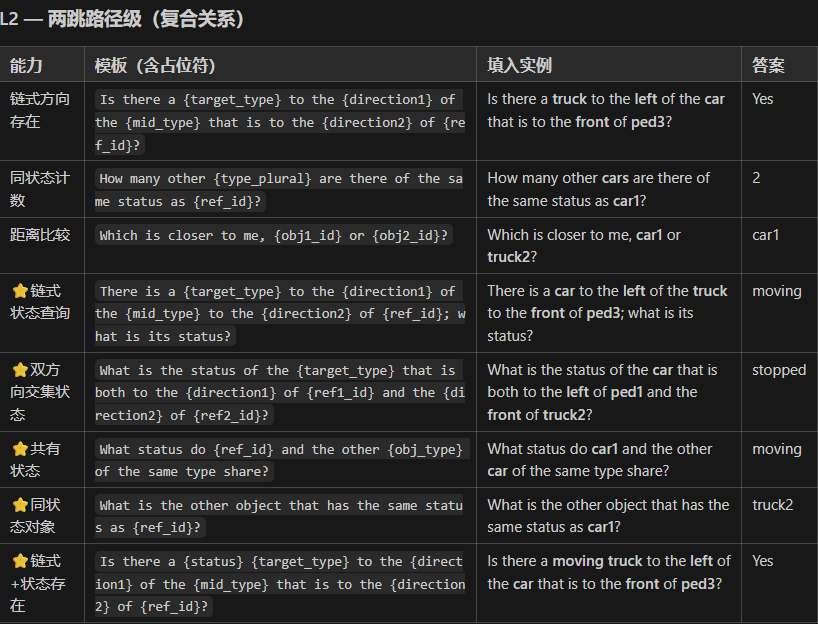 L2 — 两跳路径级（复合关系）
能力 模板（含占位符） 填入实例 答案
链式方向
存在
Is there a {target_type} to the {direction1} of
the {mid_type} that is to the {direction2} of {re
f_id}?
Is there a truck to the left of the car
that is to the front of ped3?
Yes
同状态计
数
How many other {type_plural} are there of the sa
me status as {ref_id}?
How many other cars are there of
the same status as car1?
2
距离比较
Which is closer to me, {obj1_id} or {obj2_id}?
Which is closer to me, car1 or
truck2?
car1
⭐链式
状态查询
There is a {target_type} to the {direction1} of
the {mid_type} to the {direction2} of {ref_id}; w
hat is its status?
There is a car to the left of the truck
to the front of ped3; what is its
status?
moving
⭐双方
向交集状
态
What is the status of the {target_type} that is
both to the {direction1} of {ref1_id} and the {di
rection2} of {ref2_id}?
What is the status of the car that is
both to the left of ped1 and the
front of truck2?
stopped
⭐共有
状态
What status do {ref_id} and the other {obj_type}
of the same type share?
What status do car1 and the other
car of the same type share?
moving
⭐同状
态对象
What is the other object that has the same statu
s as {ref_id}?
What is the other object that has the
same status as car1?
truck2
⭐链式
+状态存
在
Is there a {status} {target_type} to the {direct
ion1} of the {mid_type} that is to the {direction
2} of {ref_id}?
Is there a moving truck to the left of
the car that is to the front of ped3?
Yes